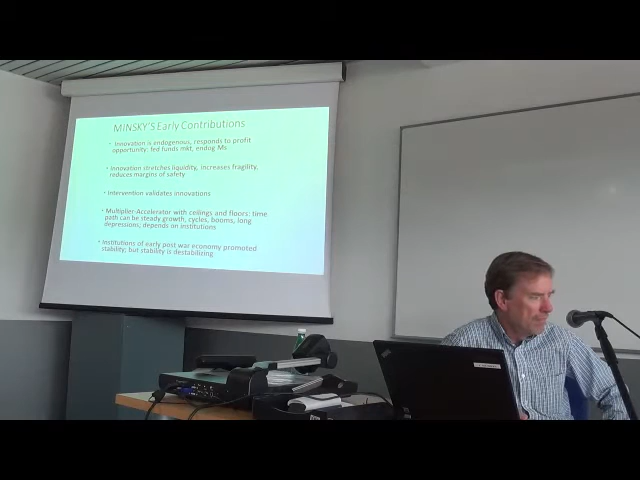 MINSKY'S Early Contributions
• Innovation is endogenous, responds to profit
opportunity: fed funds mkt, endog Ms
• Innovation stretches liquidity, increases fragility,
reduces margins of safety
• Intervention validates innovations
• Multiplier-Accelerator with ceilings and floors: time
path can be steady growth, cycles, booms, long
depressions; depends on institutions
• Institutions of early post war economy promoted
stability; but stability is destabilizing